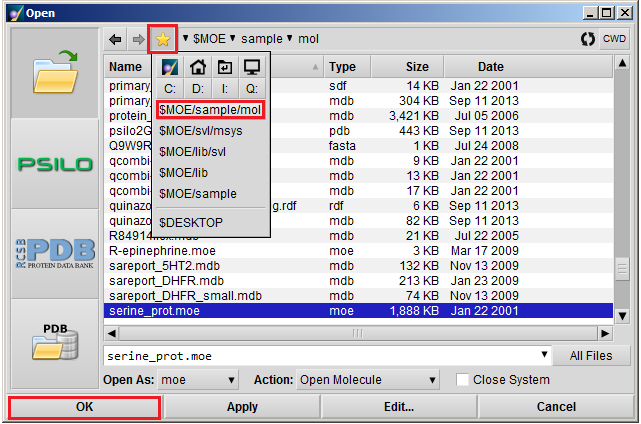 Open
$MOE sample mol
CWD
Name Type Size Date
primary_ sdf 14 KB Jan 22 2001
primary_ mdb 304 KB Sep 11 2013
protein_ mdb 3,421 KB Jul 05 2006
psilo2G pdb 443 KB Sep 11 2013
Q9W9R fasta 1 KB Jul 24 2008
qcombi- mdb 9 KB Jan 22 2001
qcombi- mdb 13 KB Jan 22 2001
qcombi- mdb 17 KB Jan 22 2001
quinazo g.rdf rdf 6 KB Sep 11 2013
quinazo mdb 82 KB Sep 11 2013
R84914 mdb 21 KB Jul 22 2005
R-epinephrine.moe moe 3 KB Mar 17 2009
sareport_5HT2.mdb mdb 132 KB Nov 13 2009
sareport_DHFR.mdb mdb 213 KB Jan 23 2009
sareport_DHFR_small.mdb mdb 74 KB Nov 13 2009
serine_prot.moe moe 1,888 KB Jan 22 2001
C: D: I: Q:
$MOE/sample/mol
$MOE/svl/msys
$MOE/lib/svl
$MOE/lib
$MOE/sample
$DESKTOP
PSILO
RCSB
PDB
PROTEIN DATA BANK
PDB
serine_prot.moe
All Files
Open As: moe Action: Open Molecule Close System
OK Apply Edit... Cancel